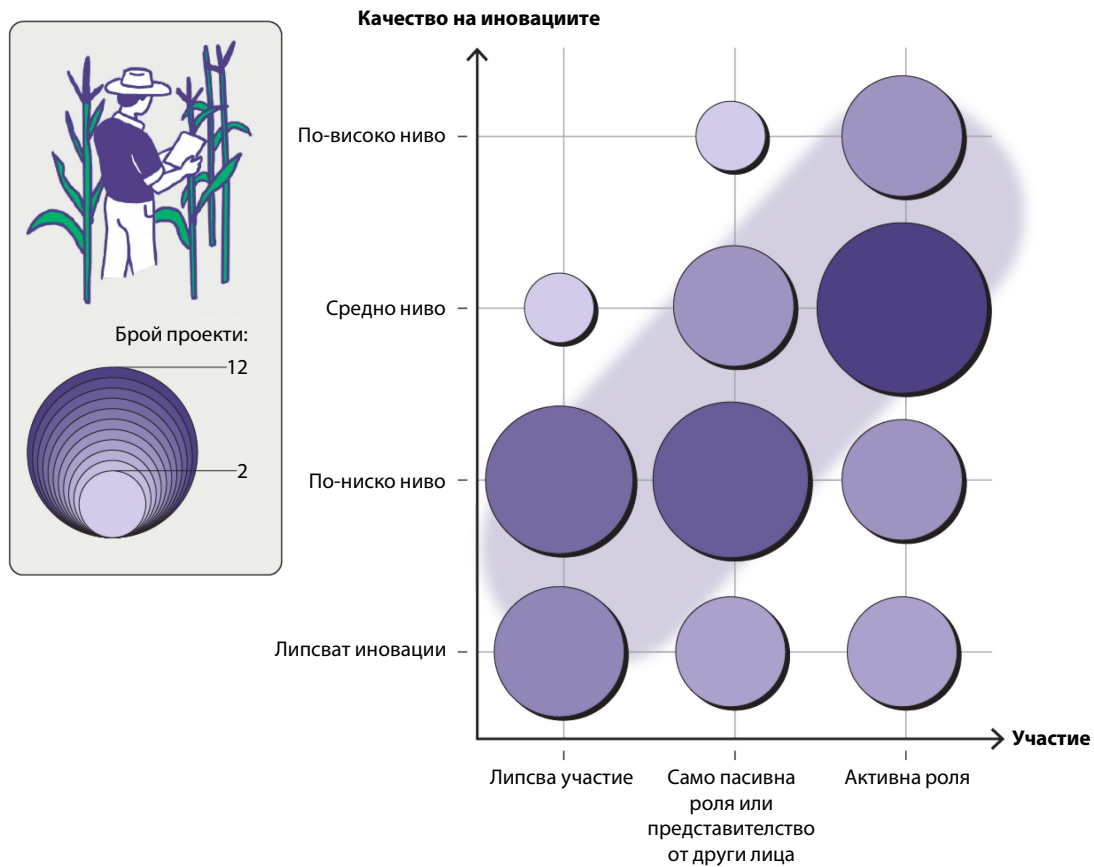 Качество на иновациите
Брой проекти:
12
2
По-високо ниво
Средно ниво
По-ниско ниво
Липсват иновации
Участие
Липсва участие
Само пасивна
роля или
представителство
от други лица
Активна роля